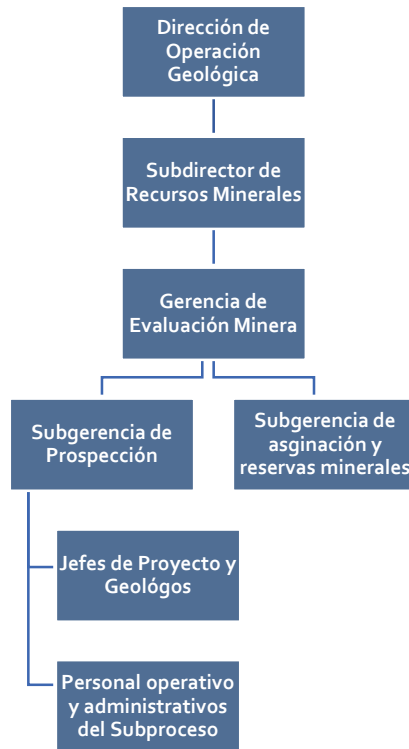 Dirección de
Operación
Geológica
Subdirector de
Recursos Minerales
Gerencia de
Evaluación Minera
Subgerencia de
Prospección
Subgerencia de
asginación y
reservas minerales
Jefes de Proyecto y
Geológos
Personal operativo
y administrativos
del Subproceso